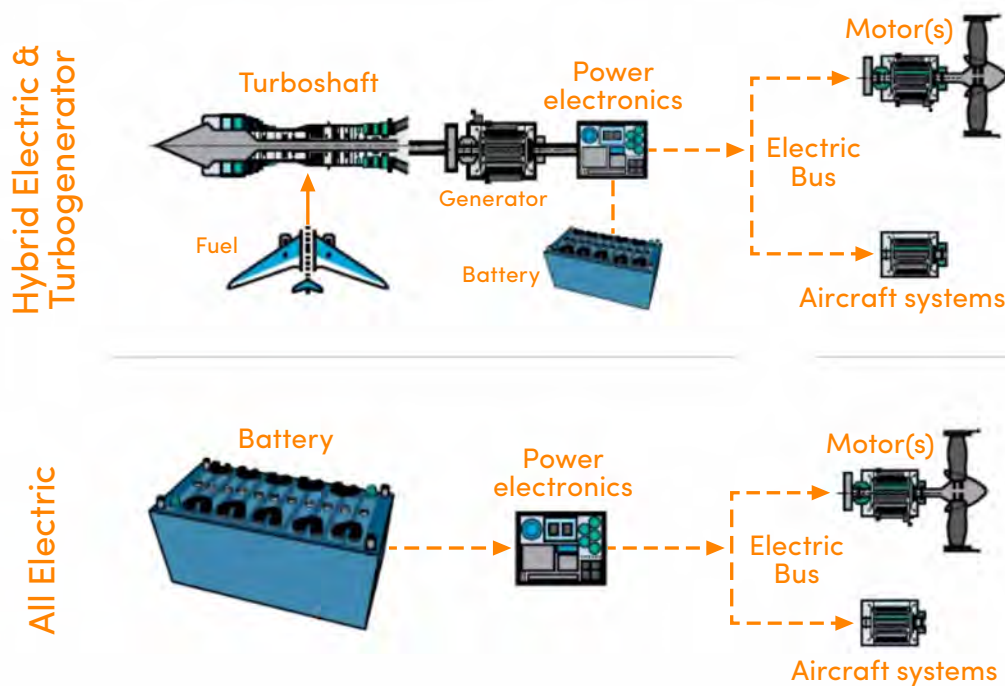 Hybrid Electric &
Turbogenerator
Turboshaft
Fuel
Generator
Power
electronics
Battery
Electric
Bus
Motor(s)
Aircraft systems
All Electric
Battery
Power
electronics
Electric
Bus
Motor(s)
Aircraft systems